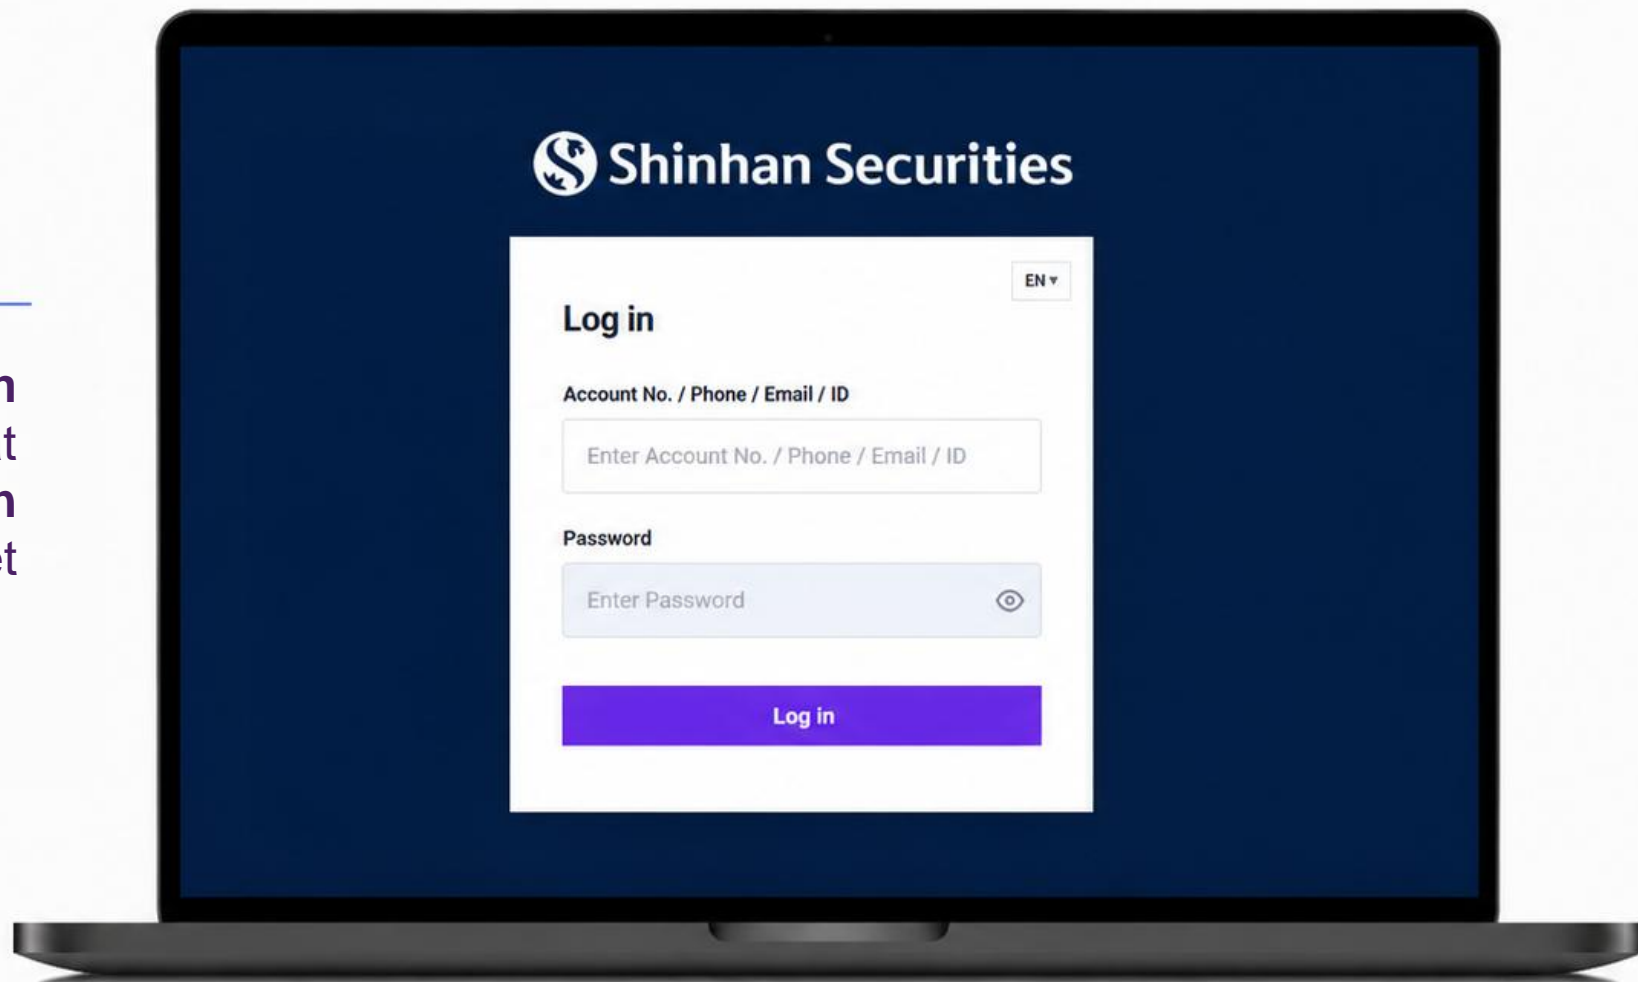 Shinhan Securities
EN
Log in
Account No. / Phone / Email / ID
Enter Account No. / Phone / Email / ID
Password
Enter Password
Log in